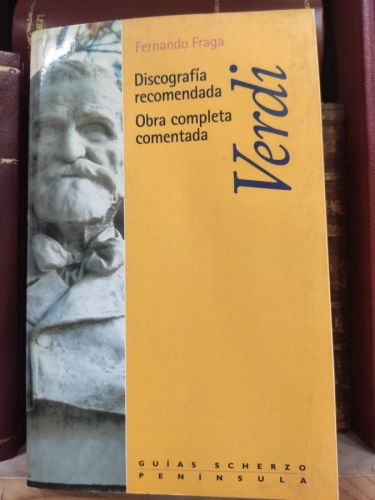 Fernando Fraga
Discografía
recomendada
Obra completa
comentada
Verdi
GUÍAS SCHERZO
PENÍNSULA